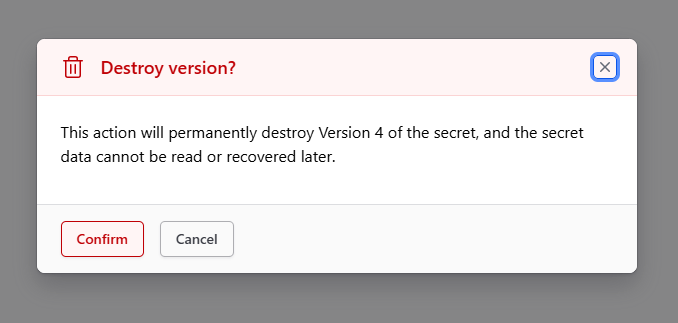 Destroy version?
This action will permanently destroy Version 4 of the secret, and the secret
data cannot be read or recovered later.
Confirm
Cancel